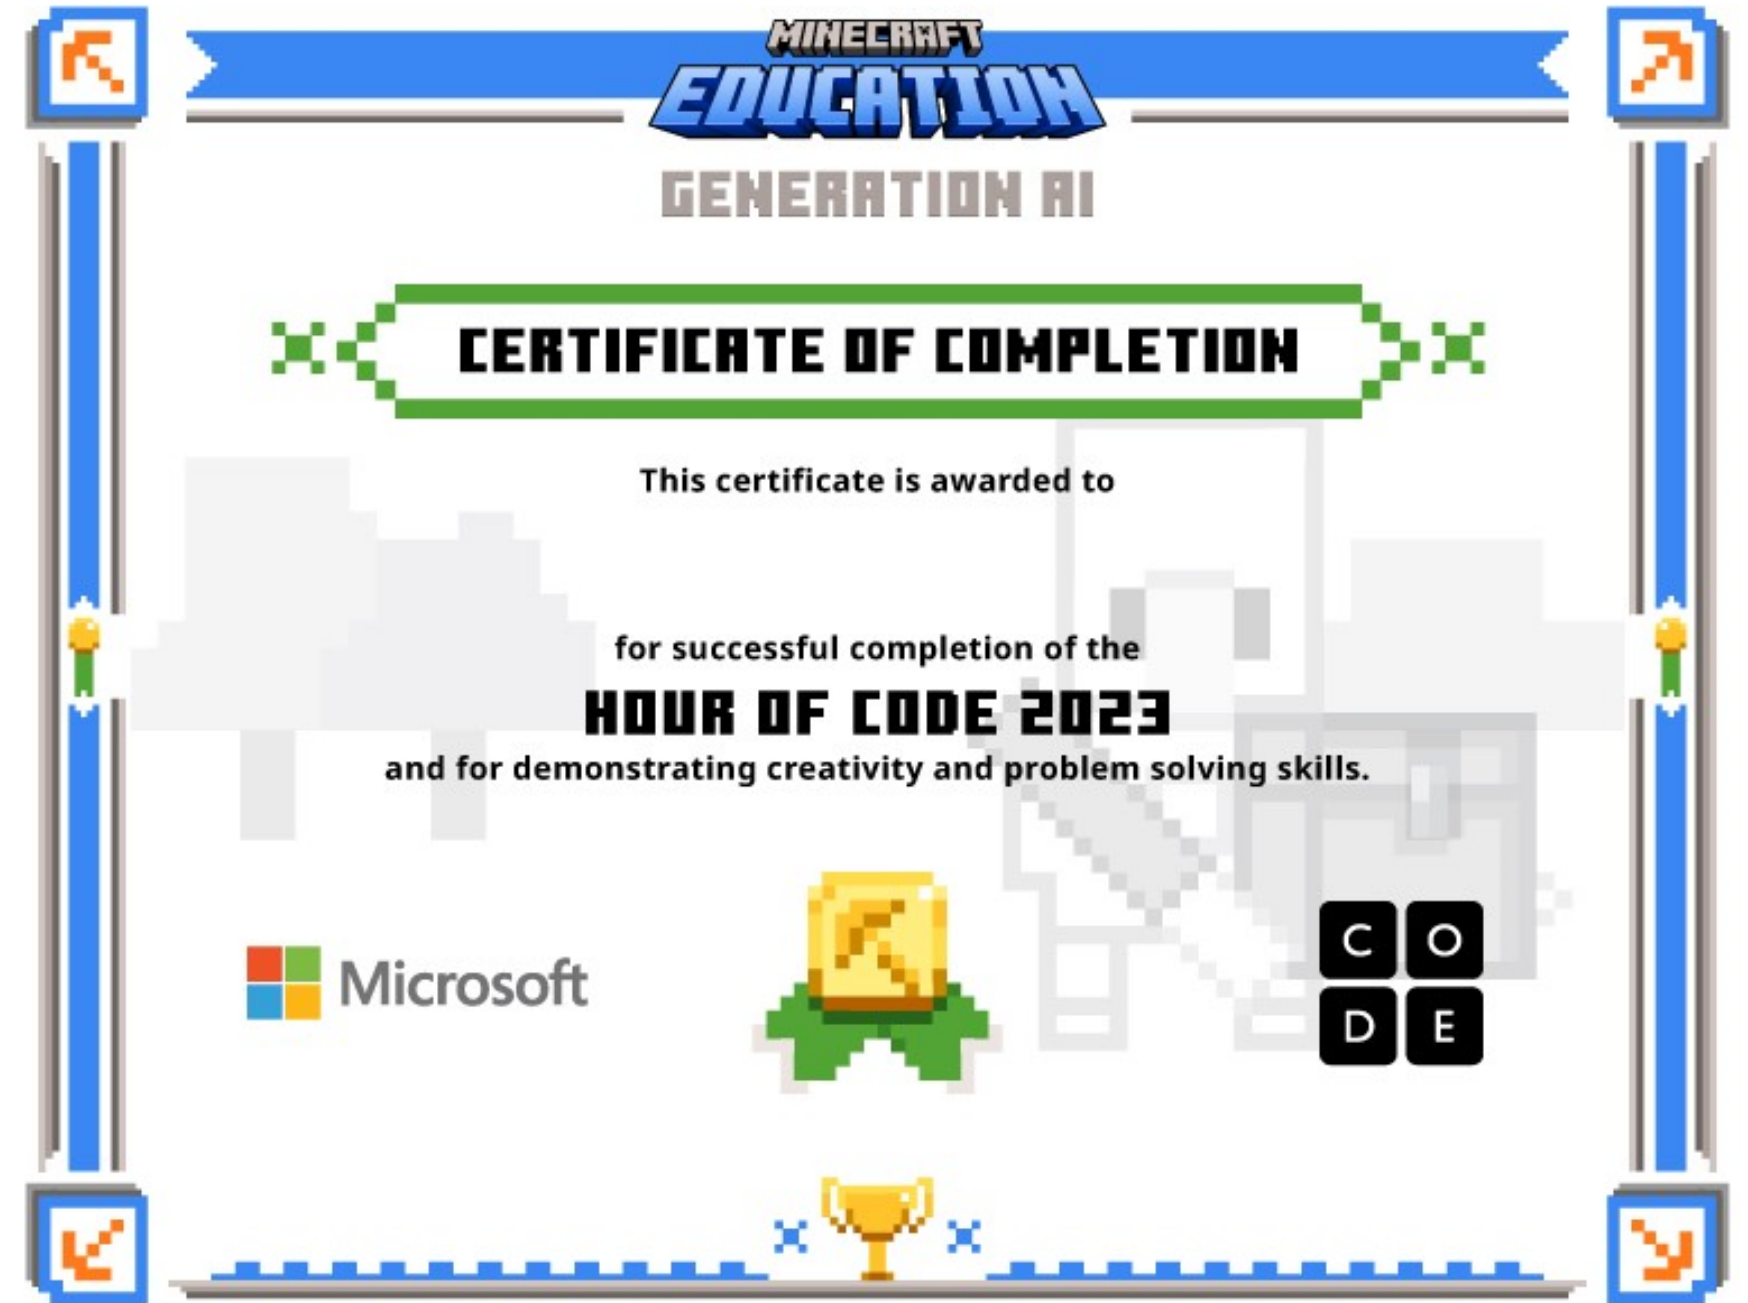 MINECRAFT
EDUCATION
GENERATION AI
CERTIFICATE OF COMPLETION
This certificate is awarded to
for successful completion of the
HOUR OF CODE 2023
and for demonstrating creativity and problem solving skills.
Microsoft
C O
D E